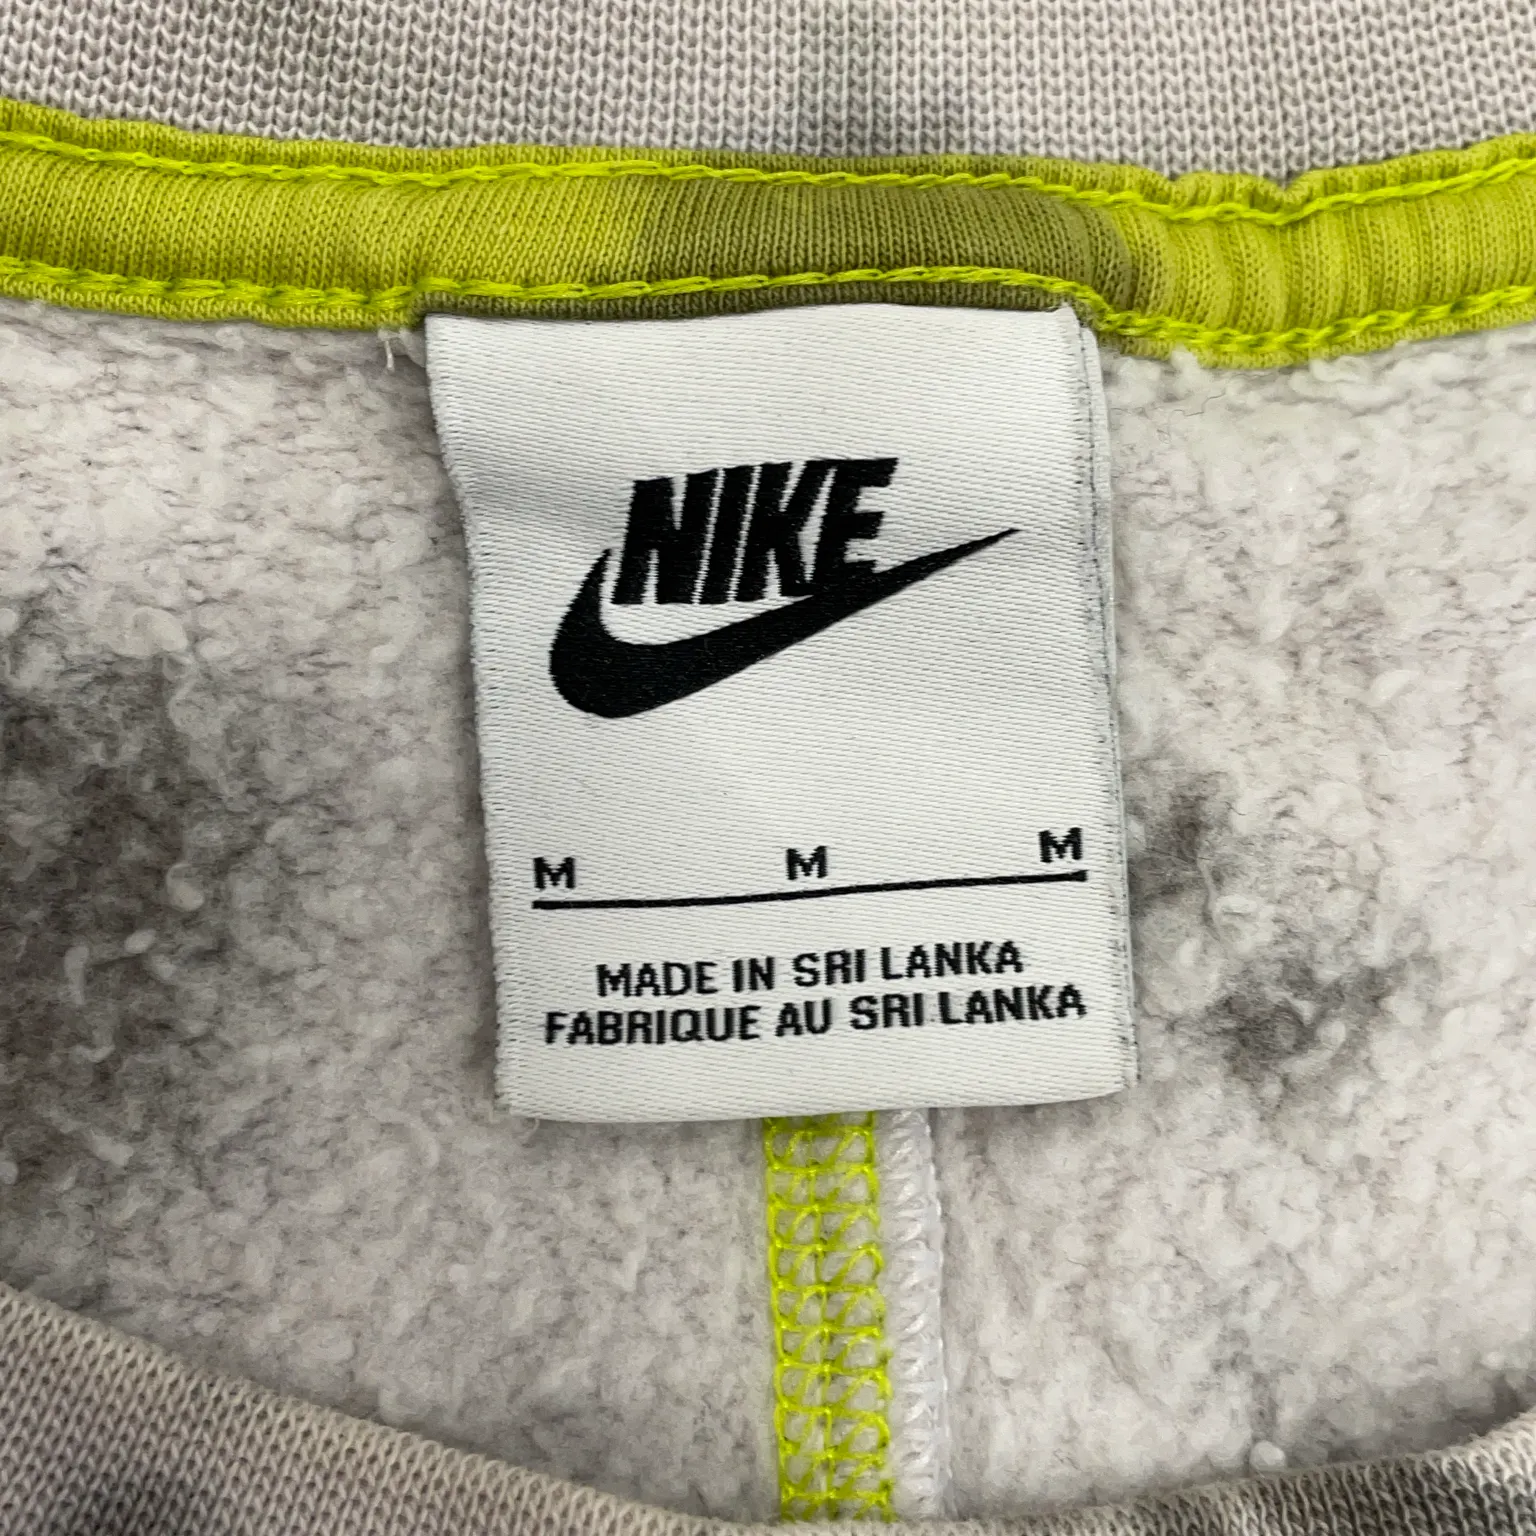 NIKE
M M M
MADE IN SRI LANKA
FABRIQUE AU SRI LANKA